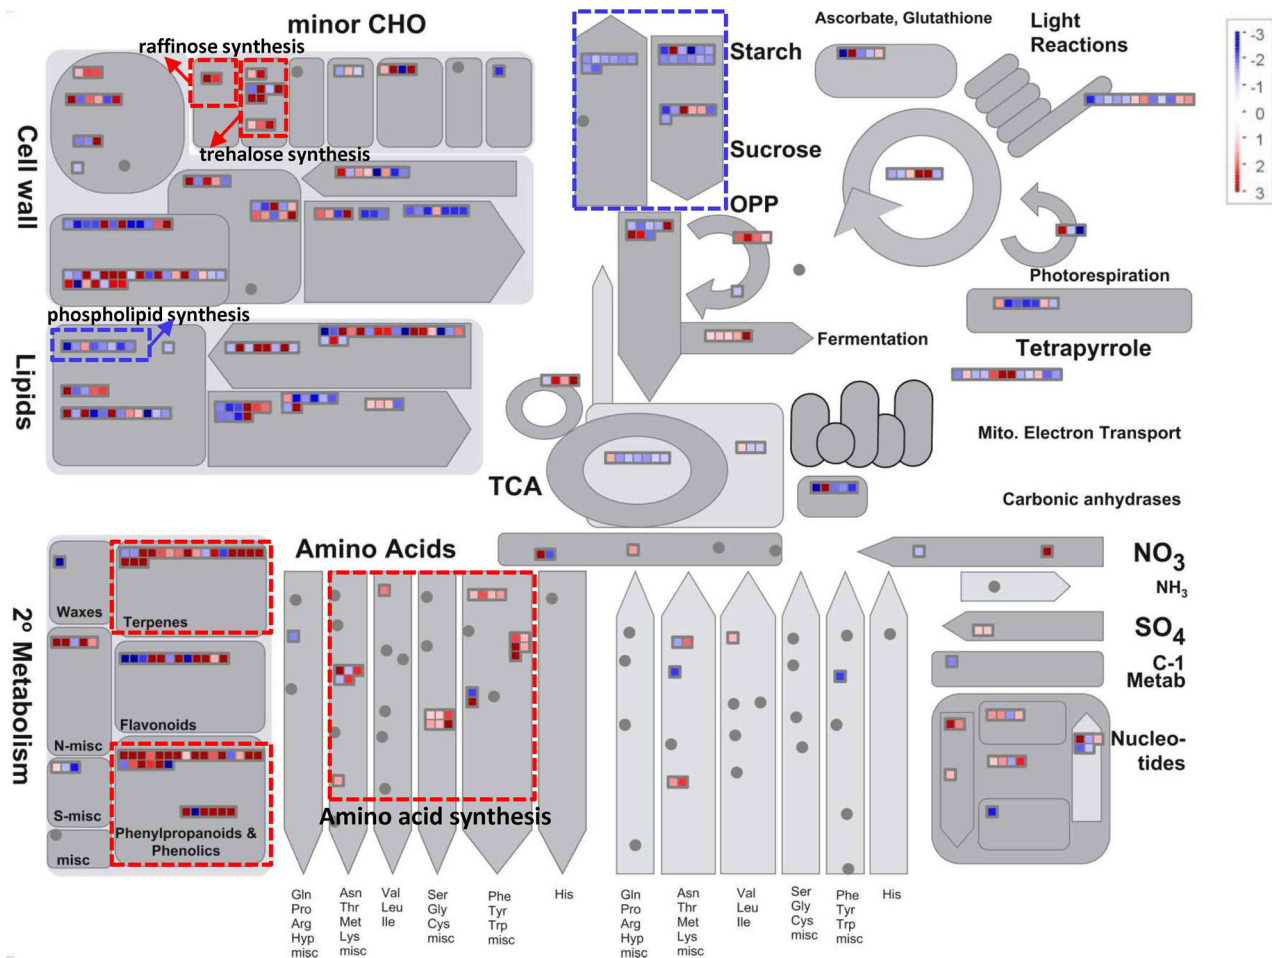 minor CHO
raffinose synthesis
trehalose synthesis
Cell wall
phospholipid synthesis
Lipids
Starch
Sucrose
OPP
Ascorbate, Glutathione
Light
Reactions
-3
-2
-1
0
1
2
3
Photorespiration
Fermentation
Tetrapyrrole
Mito. Electron Transport
TCA
Carbonic anhydrases
Amino Acids
NO3
NH3
SO4
C-1
Metab
Nucleo-
tides
2º Metabolism
Waxes
Terpenes
Flavonoids
N-misc
S-misc
Phenylpropanoids &
Phenolics
misc
Amino acid synthesis
Gln
Pro
Arg
Hyp
misc
Asn
Thr
Met
Lys
misc
Val
Leu
Ile
Ser
Gly
Cys
misc
Phe
Tyr
Trp
misc
His
Gln
Pro
Arg
Hyp
misc
Asn
Thr
Met
Lys
misc
Val
Leu
Ile
Ser
Gly
Cys
misc
Phe
Tyr
Trp
misc
His